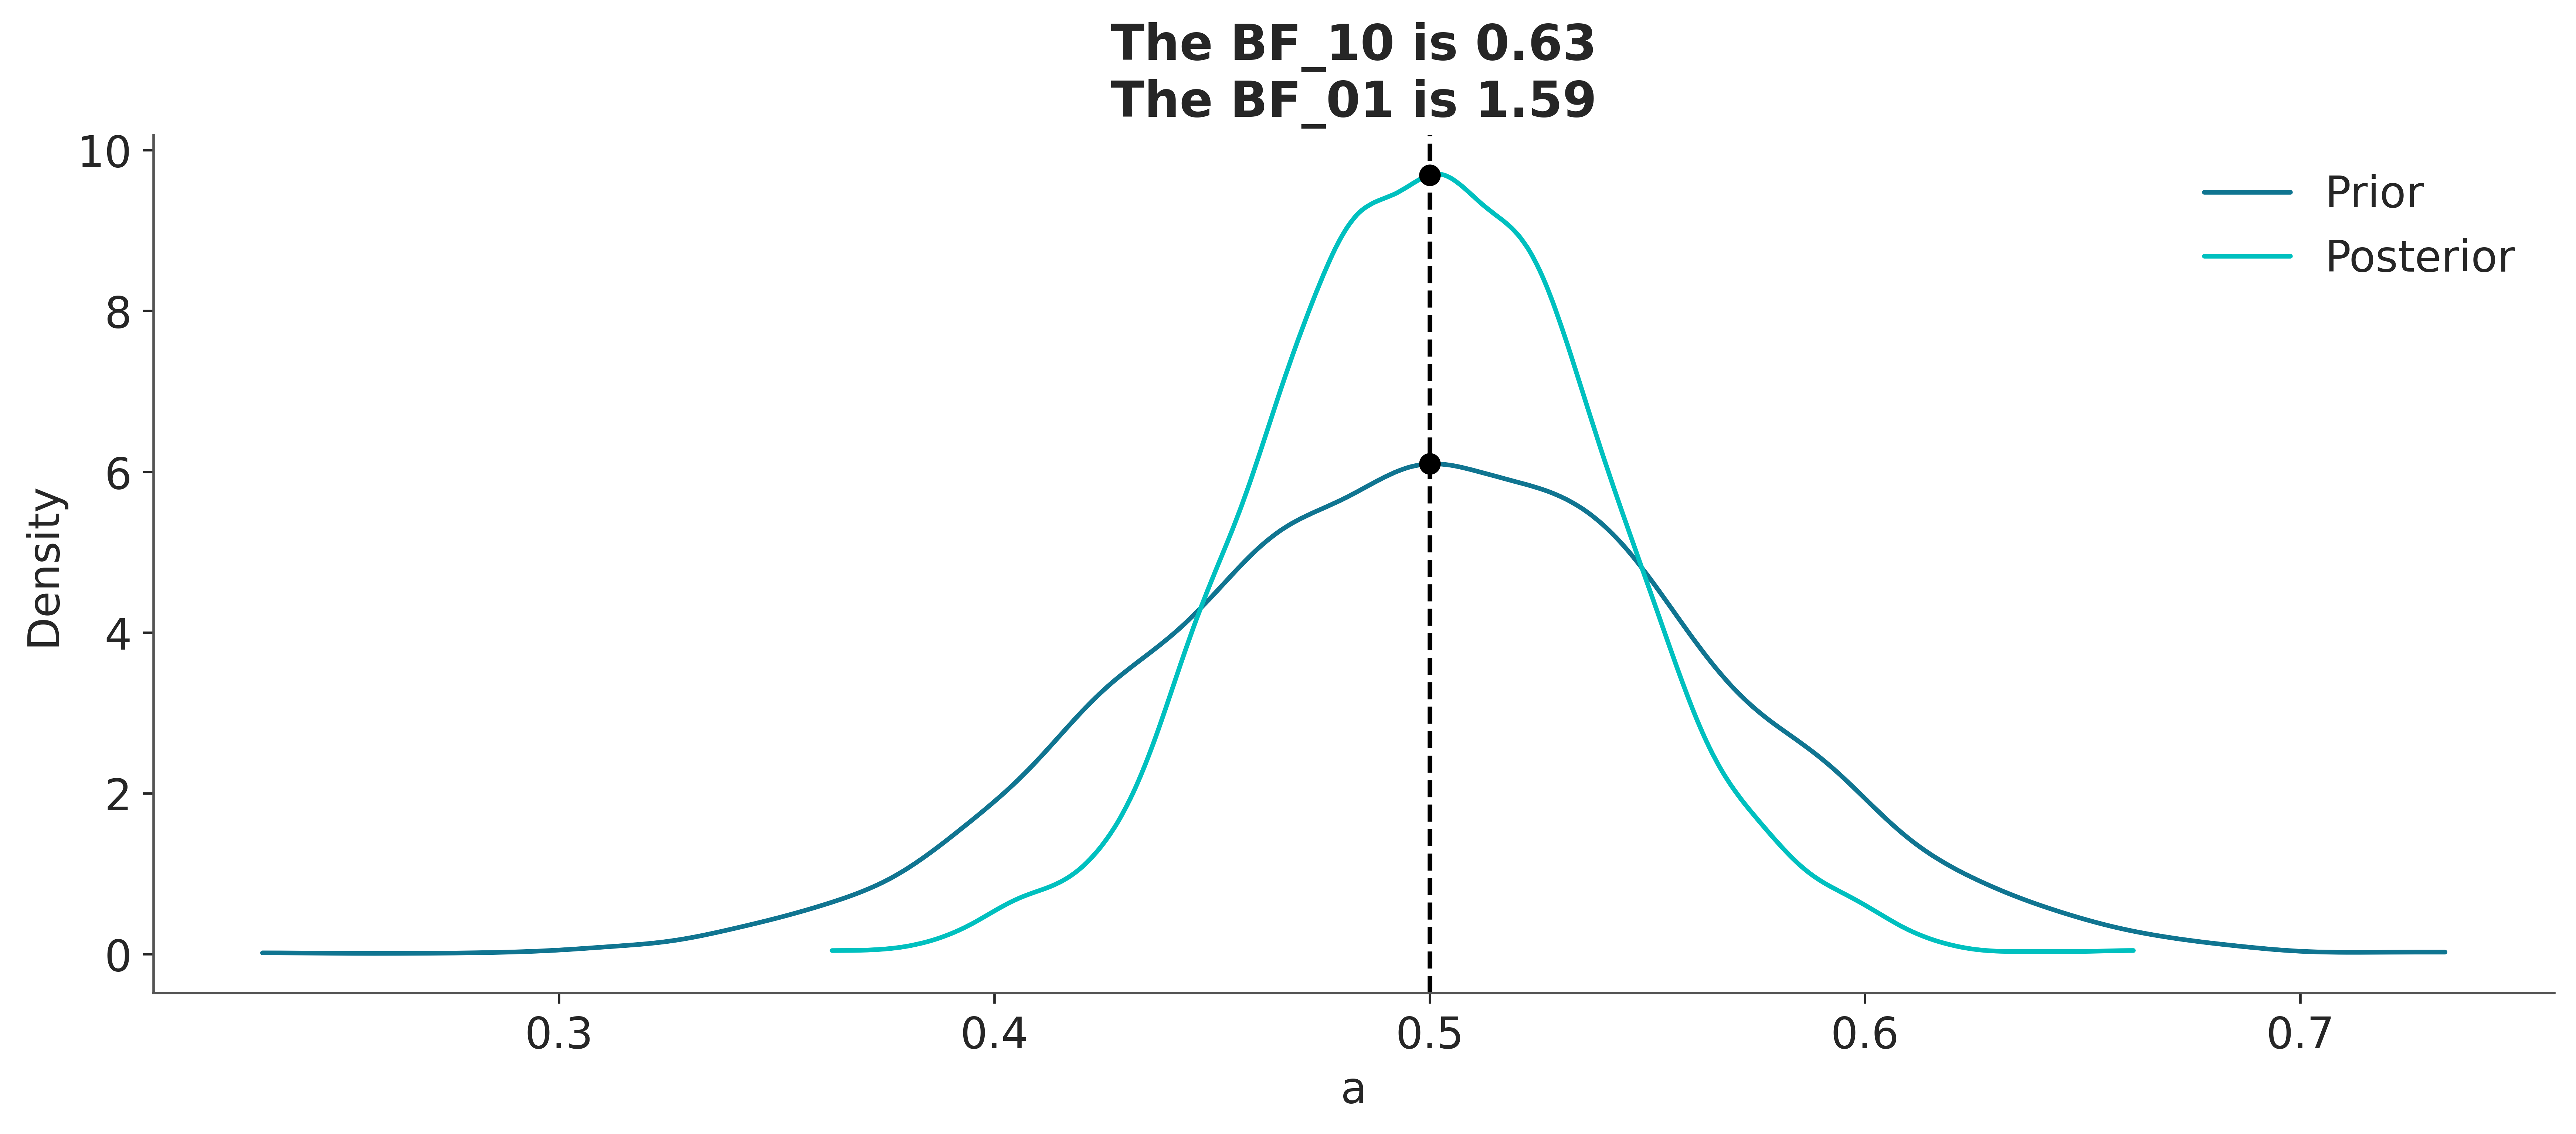 The BF_10 is 0.63
The BF_01 is 1.59
10
8
6
4
2
0
Density
Prior
Posterior
0.3 0.4 0.5 0.6 0.7
a